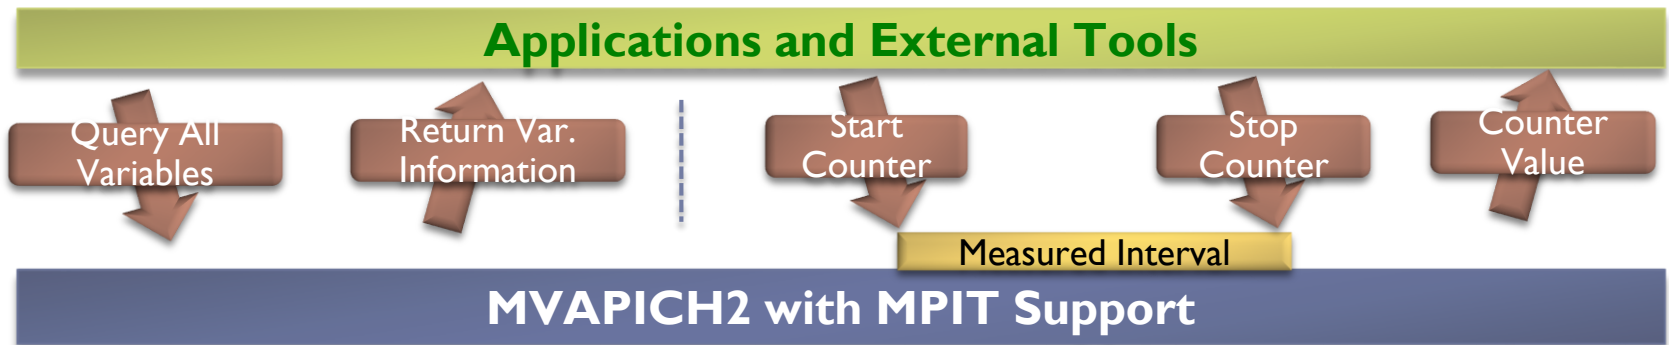 Applications and External Tools
Query All
Variables
Return Var.
Information
Start
Counter
Stop
Counter
Counter
Value
Measured Interval
MVAPICH2 with MPIT Support